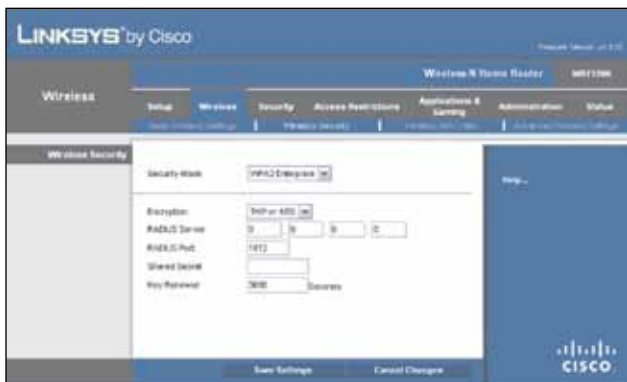 LINKSYS by Cisco
Wireless-N Home Router
Wireless
Setup Wireless Security Access Restrictions Applications & Gaming Administration Status
Wireless Security
Wireless Security
Security Mode: WPA2 Enterprise
Encryption: TKIP or AES
RADIUS Server: 0 . 0 . 0 . 0
RADIUS Port: 1812
Shared Secret:
Key Renewal: 3600 Seconds
Help...
Save Settings Cancel Changes
CISCO